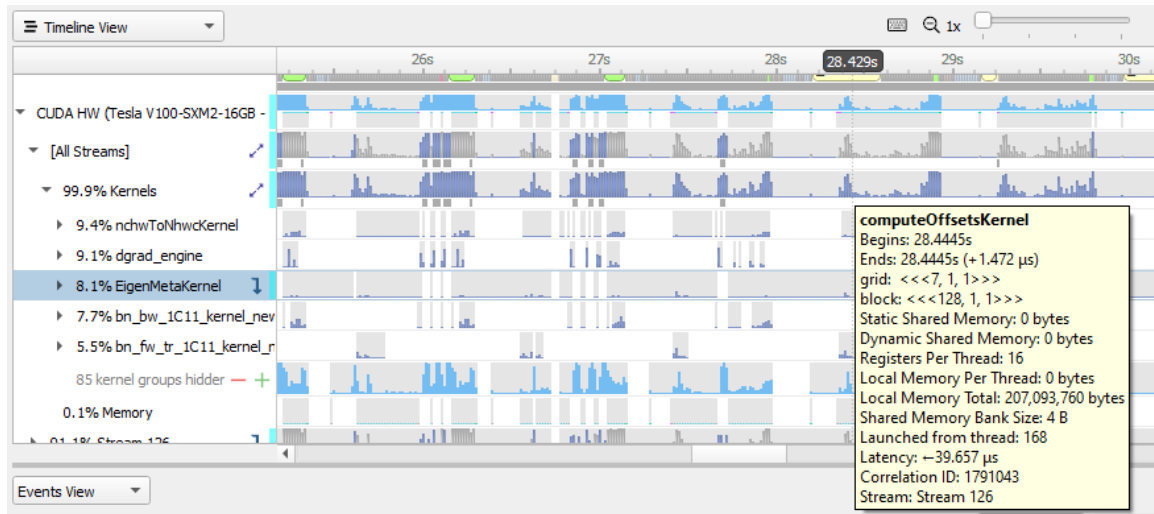 Timeline View
1x
26s 27s 28s 28.429s 29s 30s
CUDA HW (Tesla V100-SXM2-16GB -
[All Streams]
99.9% Kernels
9.4% nchwToNhwcKernel
9.1% dgrad_engine
8.1% EigenMetaKernel
7.7% bn_bw_1C11_kernel_new
5.5% bn_fw_tr_1C11_kernel_n
85 kernel groups hidder
0.1% Memory
91.1% Stream 126
computeOffsetsKernel
Begins: 28.4445s
Ends: 28.4445s (+1.472 μs)
grid: <<<7, 1, 1>>>
block: <<<128, 1, 1>>>
Static Shared Memory: 0 bytes
Dynamic Shared Memory: 0 bytes
Registers Per Thread: 16
Local Memory Per Thread: 0 bytes
Local Memory Total: 207,093,760 bytes
Shared Memory Bank Size: 4 B
Launched from thread: 168
Latency: ←39.657 μs
Correlation ID: 1791043
Stream: Stream 126
Events View